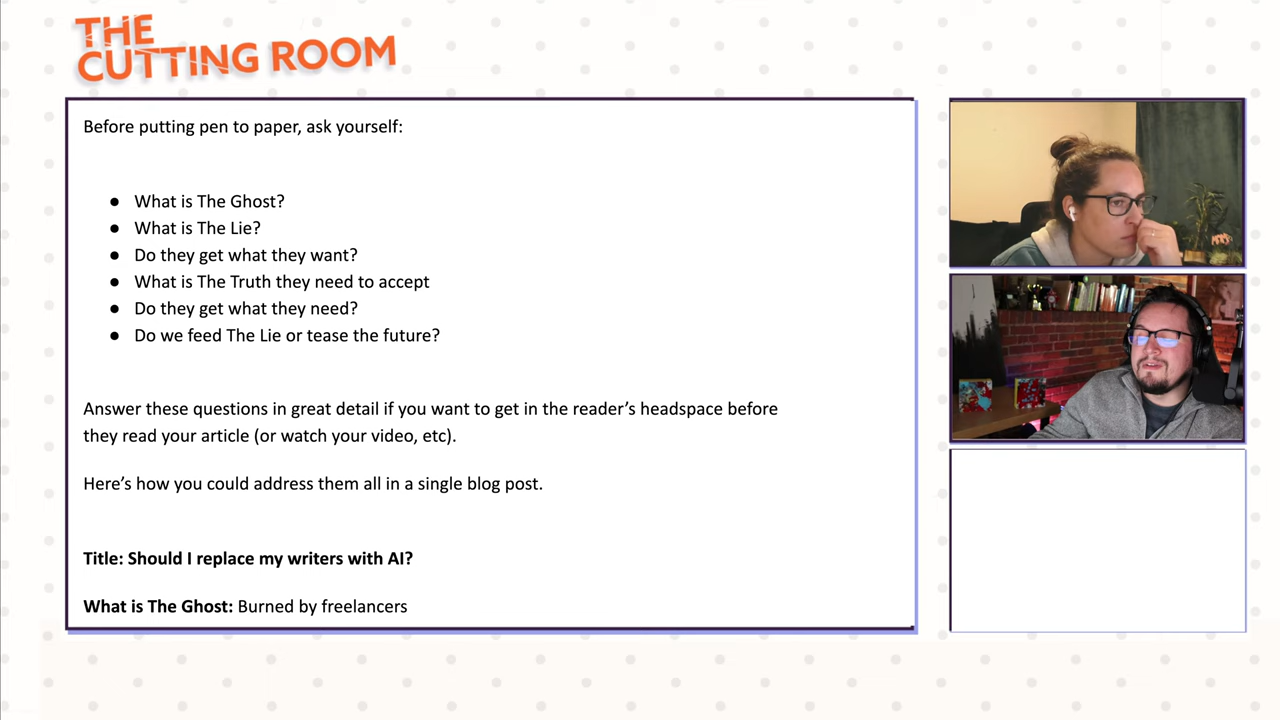 THE
CUTTING ROOM
Before putting pen to paper, ask yourself:
● What is The Ghost?
● What is The Lie?
● Do they get what they want?
● What is The Truth they need to accept
● Do they get what they need?
● Do we feed The Lie or tease the future?
Answer these questions in great detail if you want to get in the reader’s headspace before
they read your article (or watch your video, etc).
Here’s how you could address them all in a single blog post.
Title: Should I replace my writers with AI?
What is The Ghost: Burned by freelancers